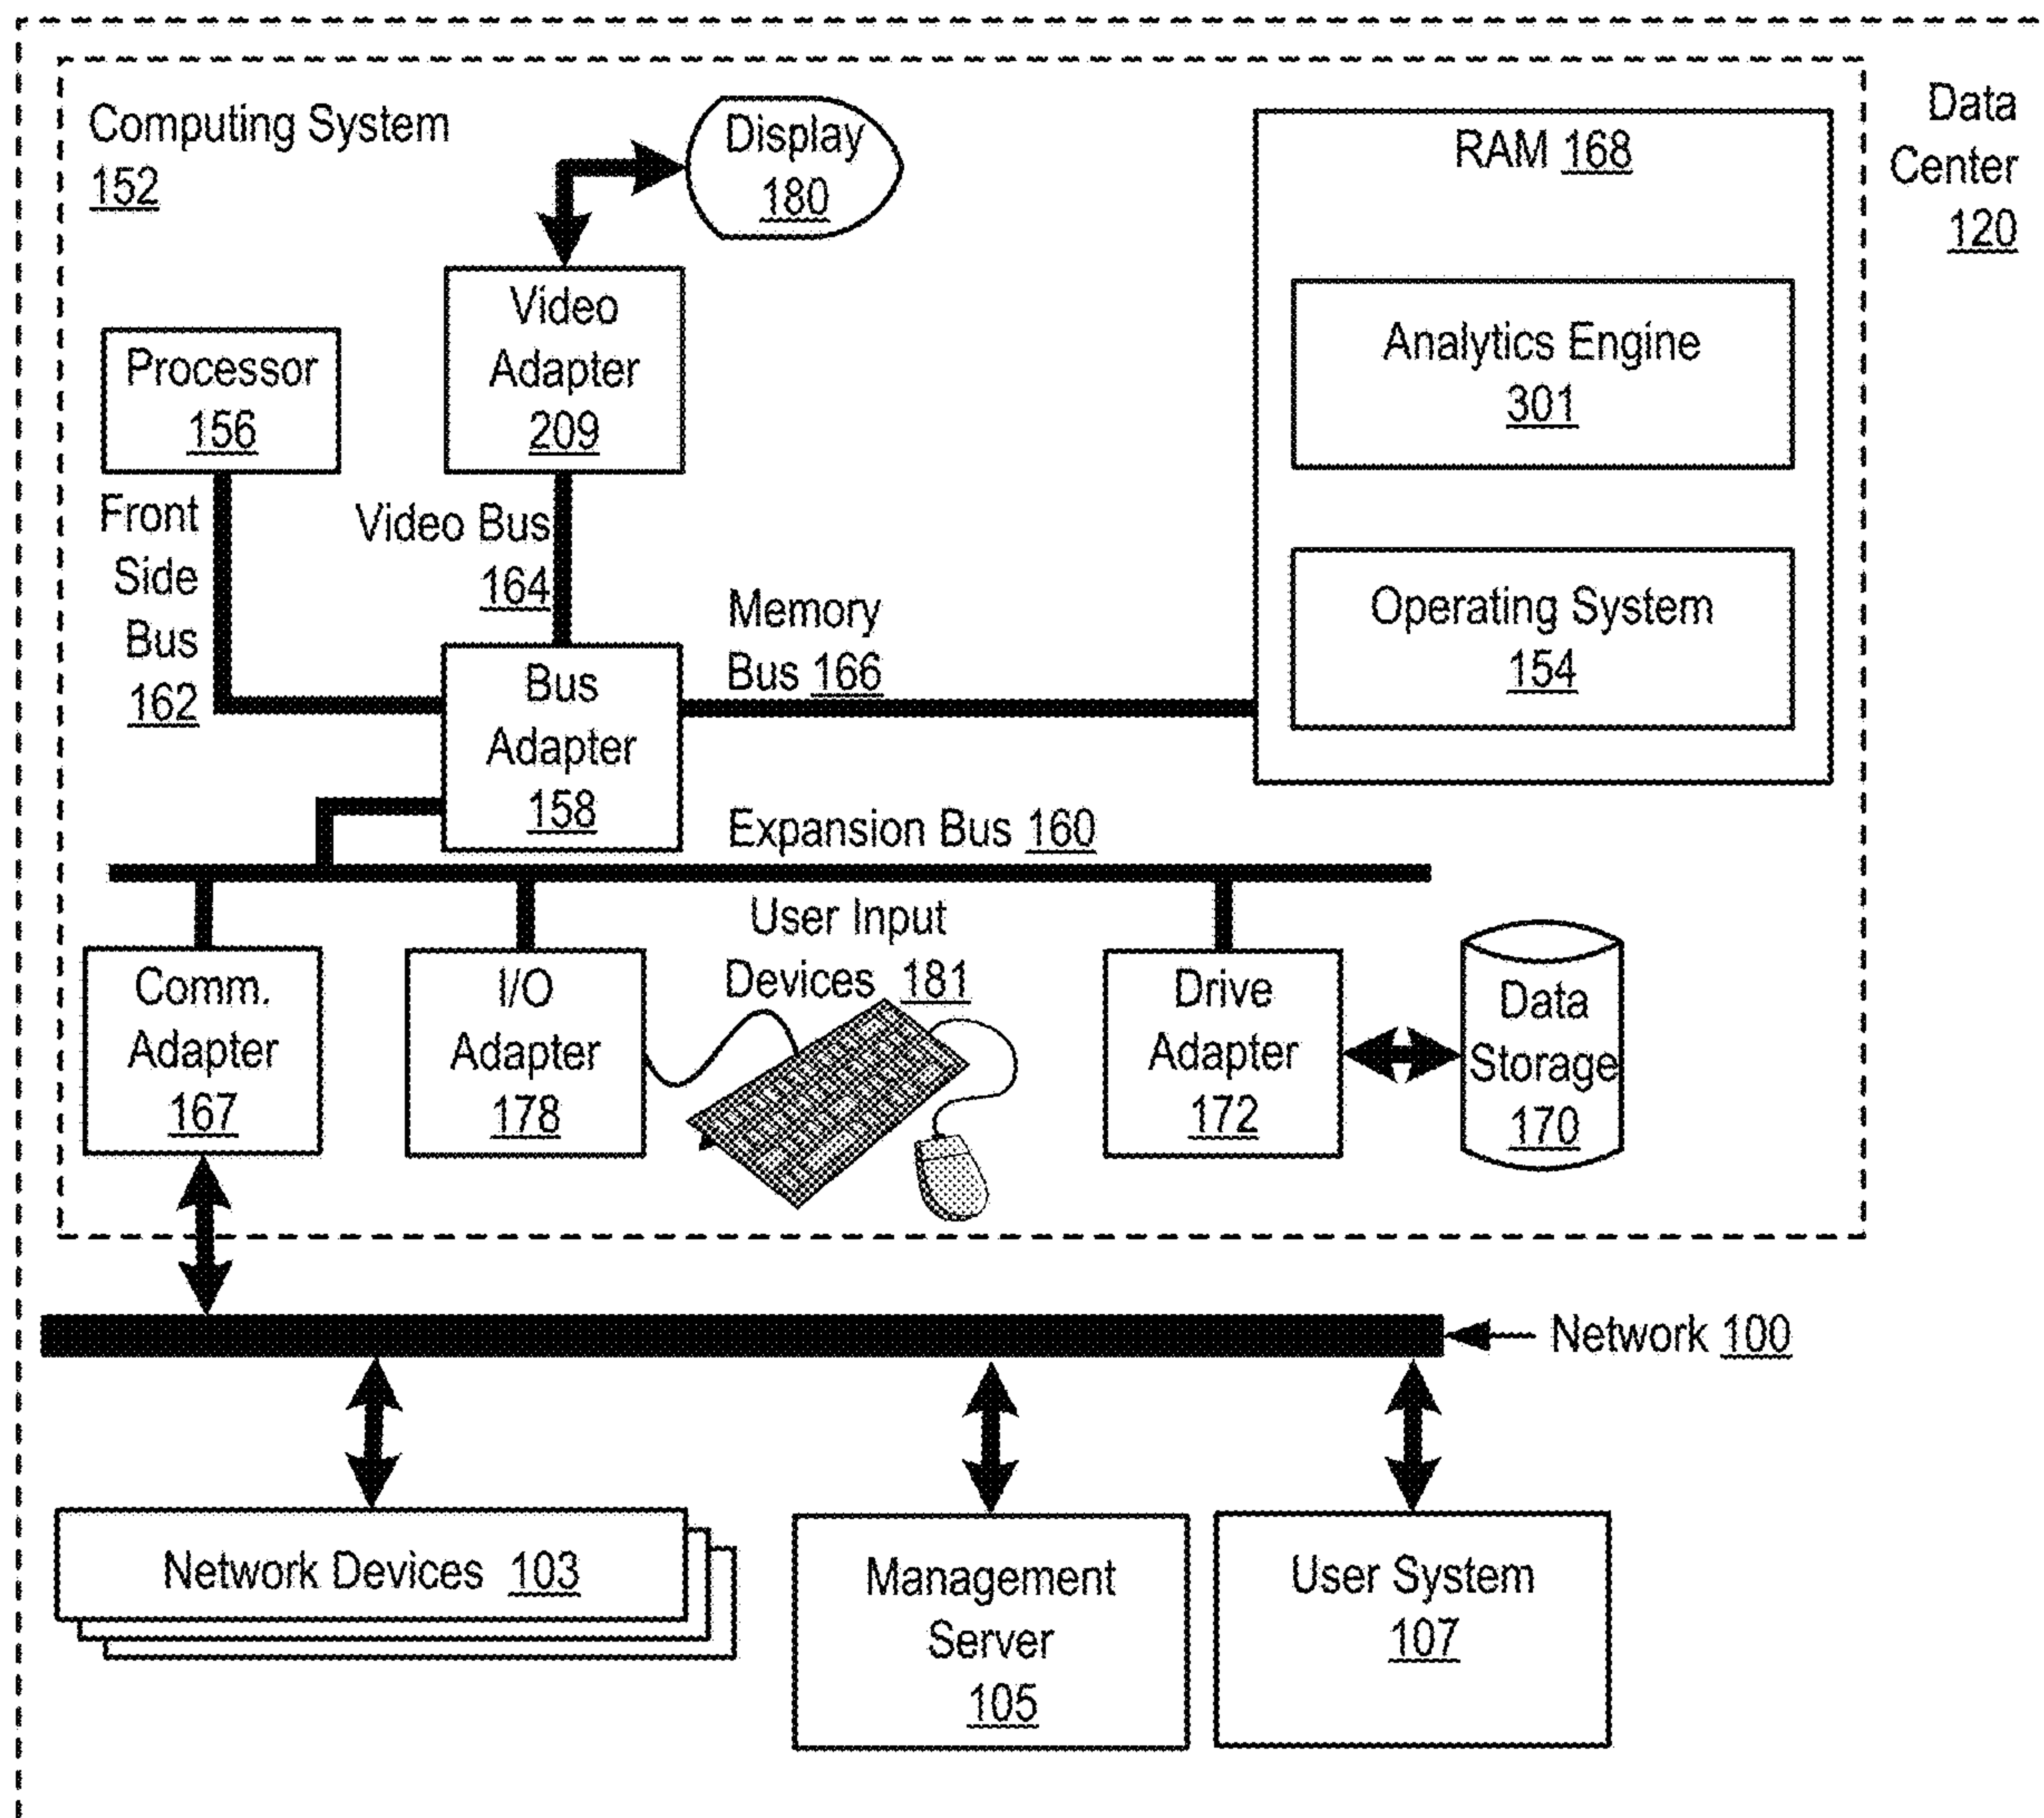 Data
Center
120
Computing System
152
Display
180
RAM 168
Analytics Engine
301
Operating System
154
Video
Adapter
209
Processor
156
Front
Side
Bus
162
Video Bus
164
Memory
Bus 166
Bus
Adapter
158
Expansion Bus 160
Comm.
Adapter
167
I/O
Adapter
178
User Input
Devices 181
Drive
Adapter
172
Data
Storage
170
Network 100
Network Devices 103
Management
Server
105
User System
107